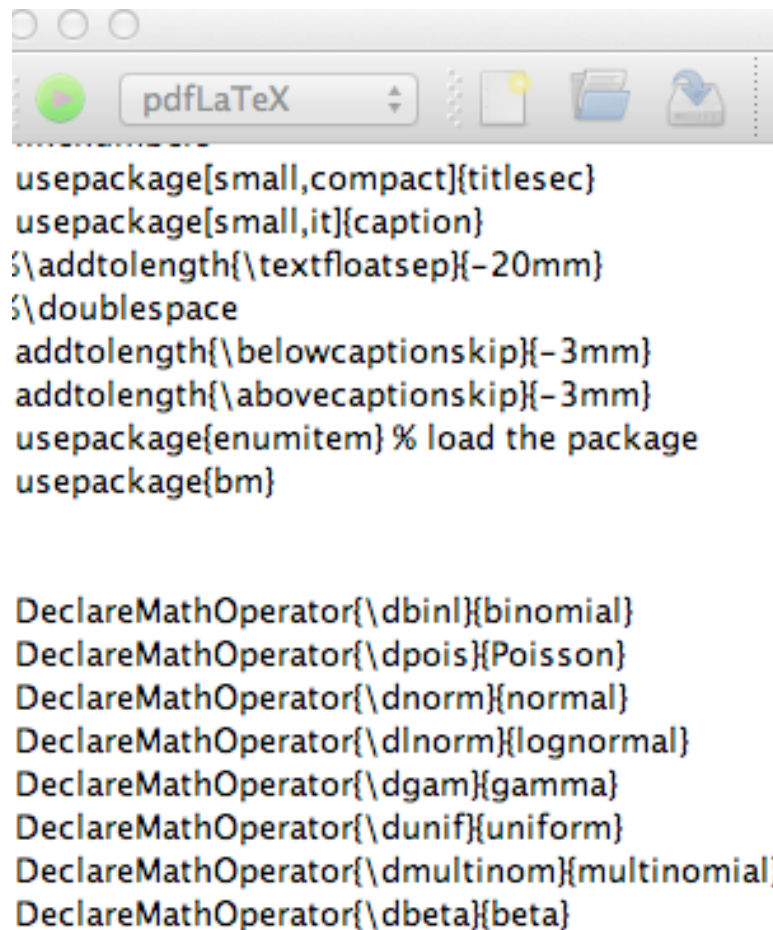 pdfLaTeX
usepackage[small,compact]{titlesec}
usepackage[small,it]{caption}
%\addtolength{\textfloatsep}{-20mm}
%\doublespace
addtolength{\belowcaptionskip}{-3mm}
addtolength{\abovecaptionskip}{-3mm}
usepackage{enumitem} % load the package
usepackage{bm}
DeclareMathOperator{\dbinl}{binomial}
DeclareMathOperator{\dpois}{Poisson}
DeclareMathOperator{\dnorm}{normal}
DeclareMathOperator{\dlnorm}{lognormal}
DeclareMathOperator{\dgam}{gamma}
DeclareMathOperator{\dunif}{uniform}
DeclareMathOperator{\dmultinom}{multinomial}
DeclareMathOperator{\dbeta}{beta}